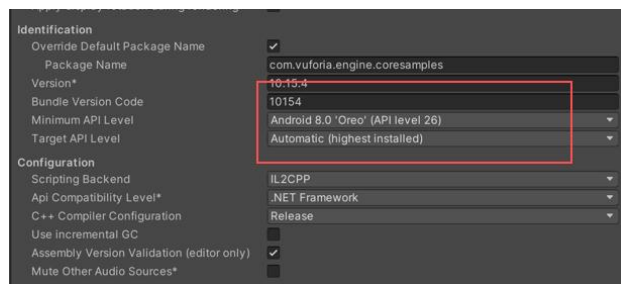 Identification
Override Default Package Name
Package Name com.vuforia.engine.coresamples
Version* 10.15.4
Bundle Version Code 10154
Minimum API Level Android 8.0 'Oreo' (API level 26)
Target API Level Automatic (highest installed)
Configuration
Scripting Backend IL2CPP
Api Compatibility Level* .NET Framework
C++ Compiler Configuration Release
Use incremental GC
Assembly Version Validation (editor only)
Mute Other Audio Sources*